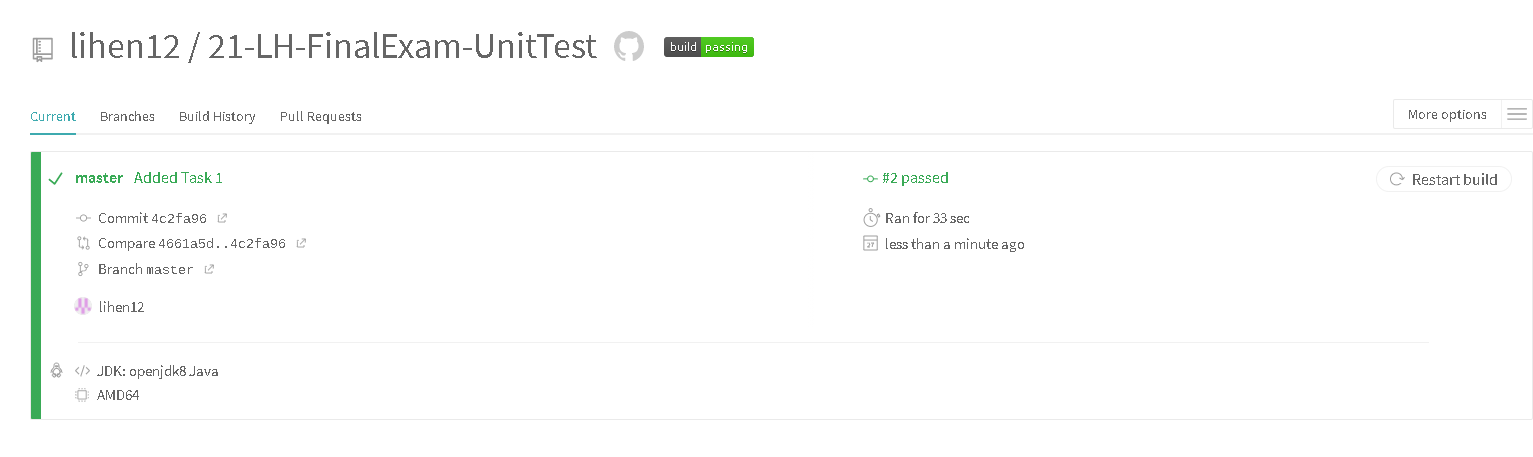 lihen12 / 21-LH-FinalExam-UnitTest build passing
Current Branches Build History Pull Requests More options
master Added Task 1 #2 passed Restart build
Commit 4c2fa96 Ran for 33 sec
Compare 4661a5d..4c2fa96 less than a minute ago
Branch master
lihen12
JDK: openjdk8 Java
AMD64